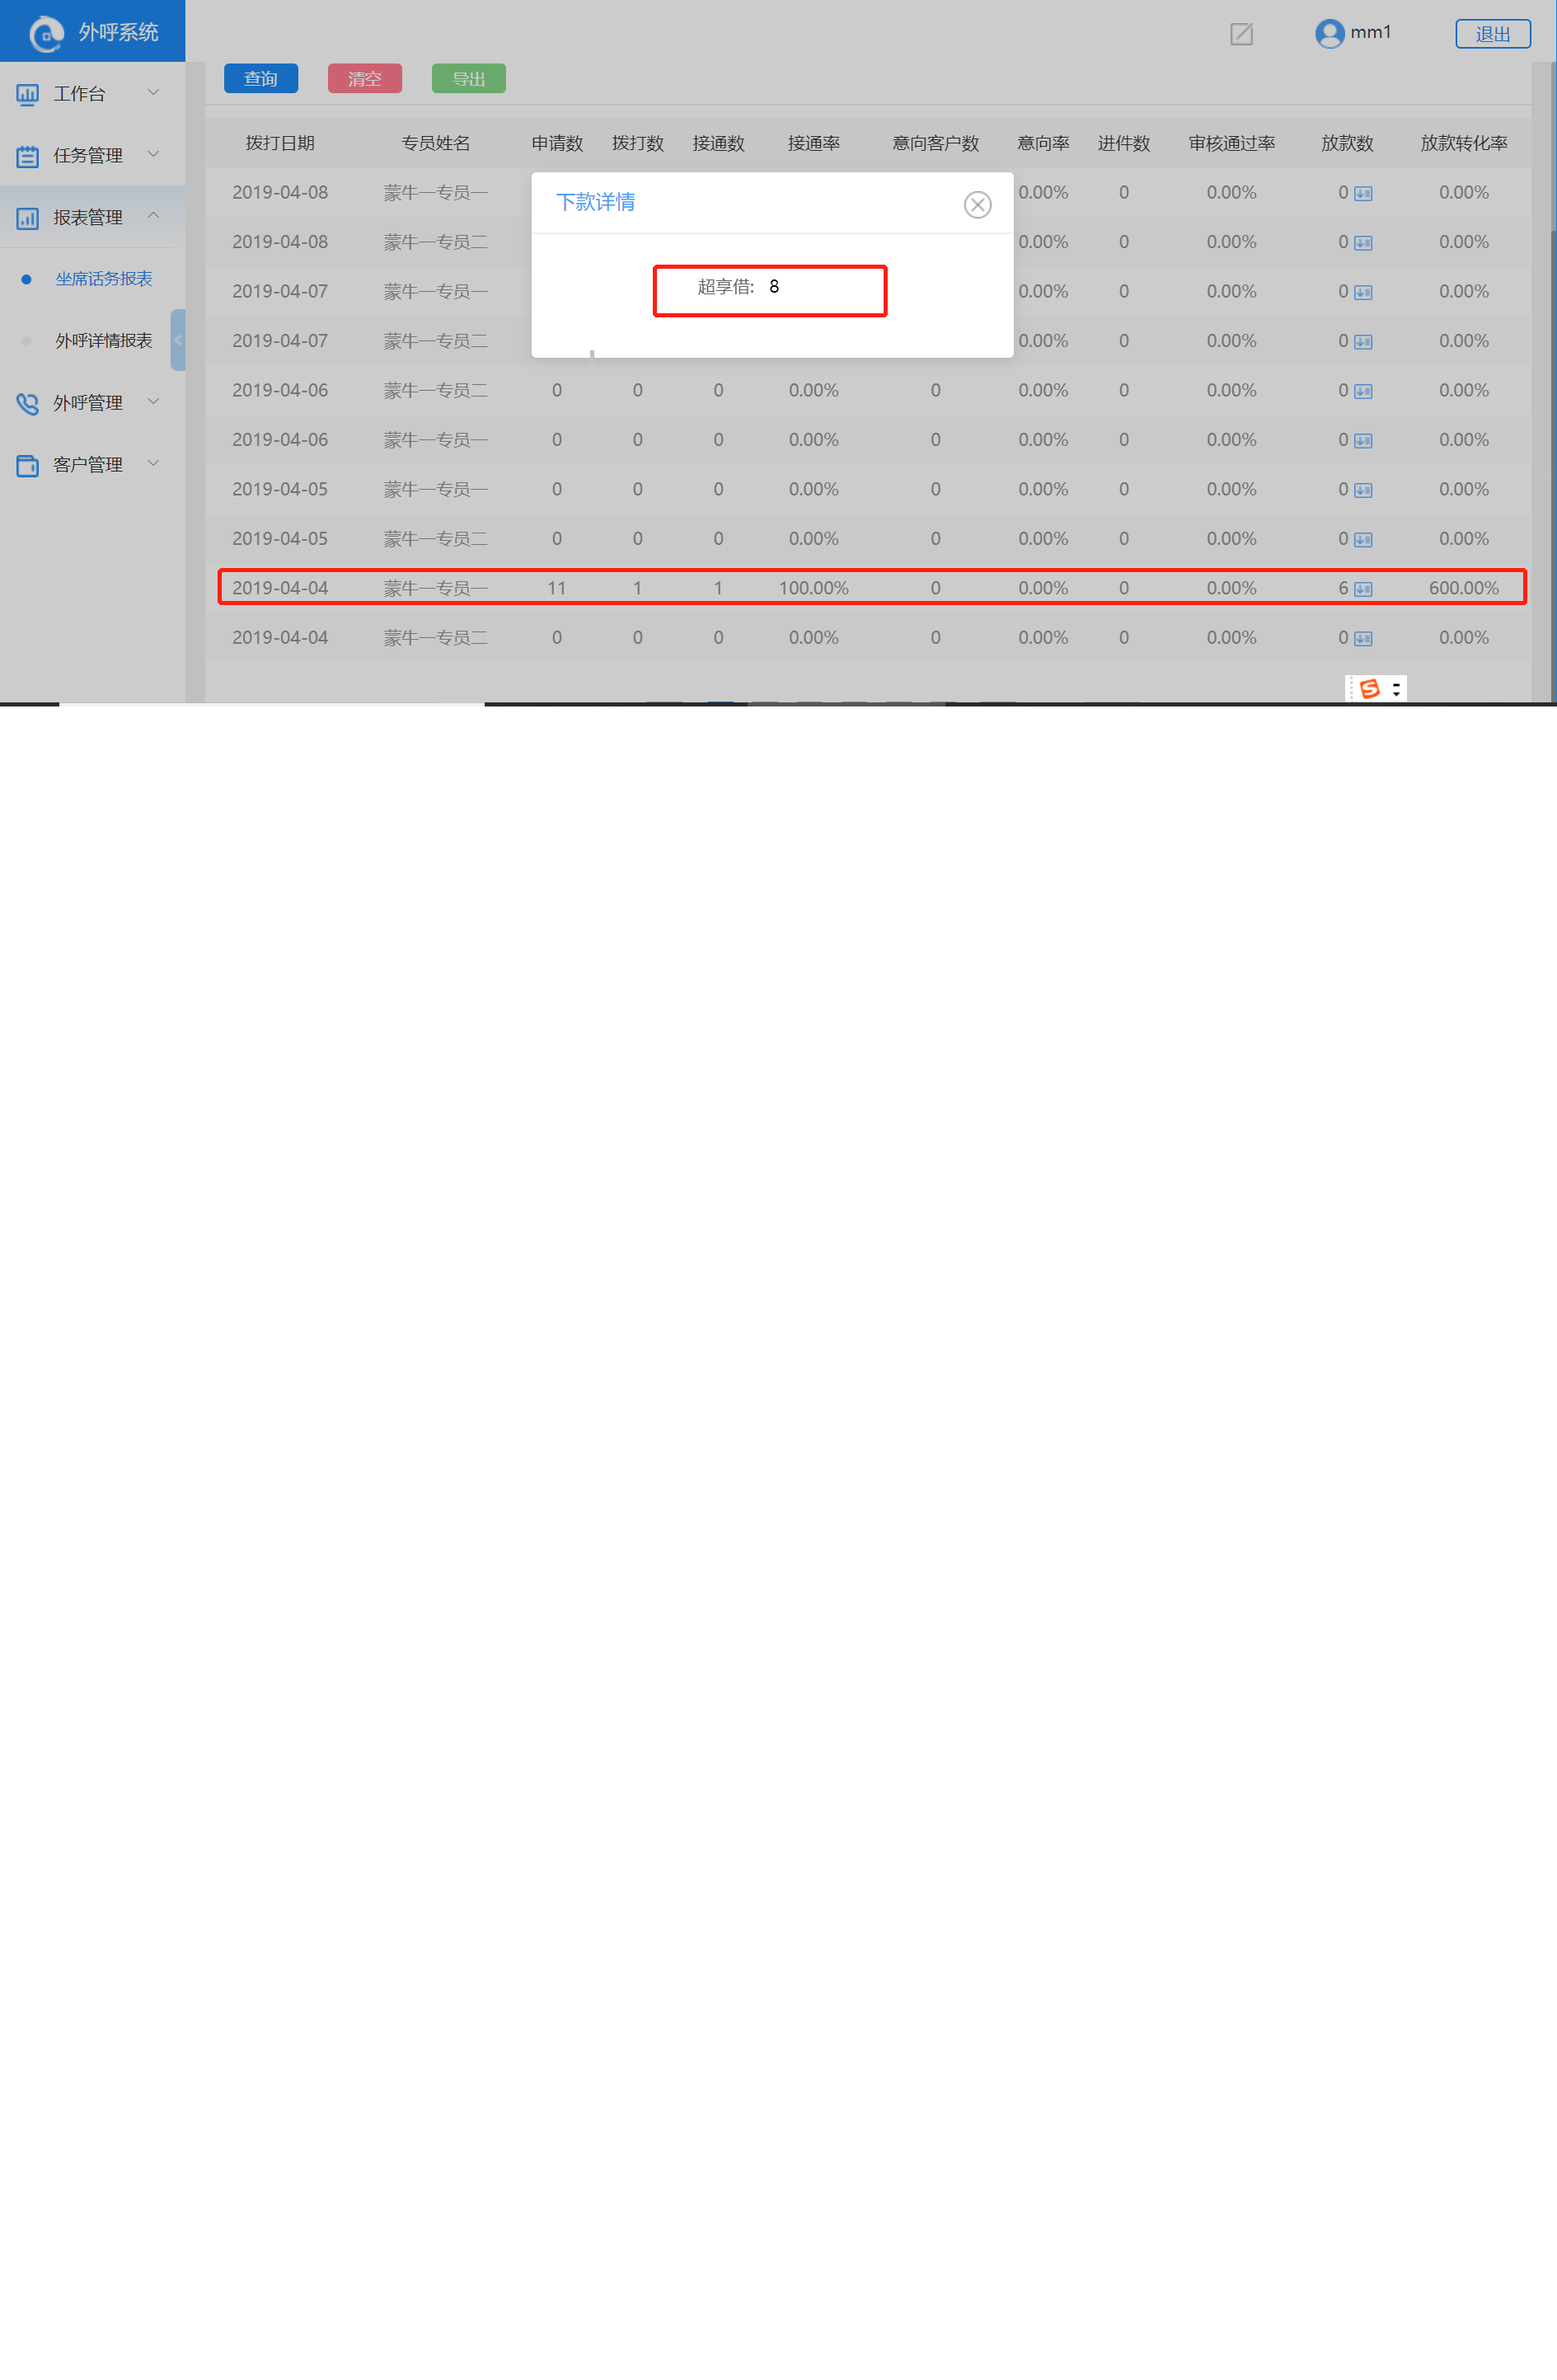 外呼系统
mm1
退出
工作台
任务管理
报表管理
坐席话务报表
外呼详情报表
外呼管理
客户管理
查询 清空 导出
拨打日期 专员姓名 申请数 拨打数 接通数 接通率 意向客户数 意向率 进件数 审核通过率 放款数 放款转化率
2019-04-08 蒙牛一专员一 0.00% 0 0.00% 0 0.00%
2019-04-08 蒙牛一专员二 0.00% 0 0.00% 0 0.00%
2019-04-07 蒙牛一专员一 0.00% 0 0.00% 0 0.00%
2019-04-07 蒙牛一专员二 0.00% 0 0.00% 0 0.00%
2019-04-06 蒙牛一专员二 0 0 0 0.00% 0 0.00% 0 0.00% 0 0.00%
2019-04-06 蒙牛一专员一 0 0 0 0.00% 0 0.00% 0 0.00% 0 0.00%
2019-04-05 蒙牛一专员一 0 0 0 0.00% 0 0.00% 0 0.00% 0 0.00%
2019-04-05 蒙牛一专员二 0 0 0 0.00% 0 0.00% 0 0.00% 0 0.00%
2019-04-04 蒙牛一专员一 11 1 1 100.00% 0 0.00% 0 0.00% 6 600.00%
2019-04-04 蒙牛一专员二 0 0 0 0.00% 0 0.00% 0 0.00% 0 0.00%
下款详情
超享借: 8